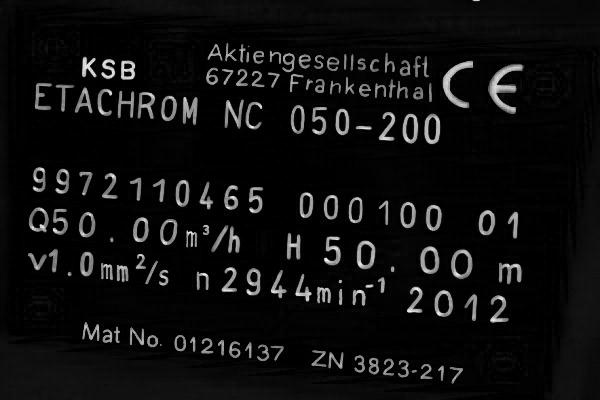 KSB Aktiengesellschaft
67227 Frankenthal CE
ETACHROM NC 050-200
9972110465 000100 01
Q50.00m³/h H 50.00 m
v1.0mm²/s n2944min⁻¹ 2012
Mat No. 01216137 ZN 3823-217